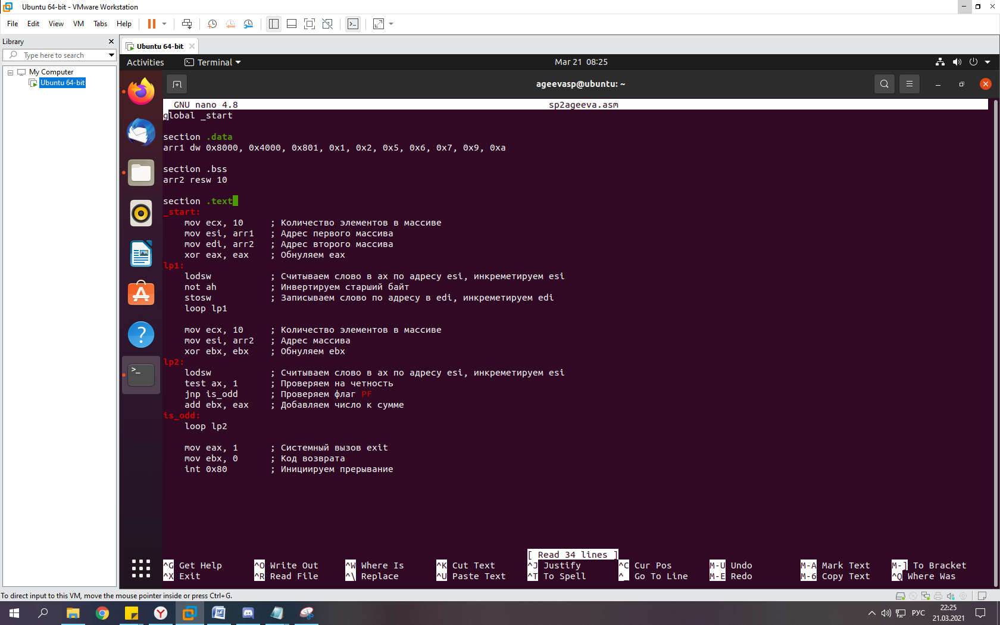 Ubuntu 64-bit - VMware Workstation
File Edit View VM Tabs Help
Library
Type here to search
My Computer
Ubuntu 64-bit
Ubuntu 64-bit
Activities Terminal Mar 21 08:25
ageevasp@ubuntu: ~
GNU nano 4.8 sp2ageeva.asm
global _start
section .data
arr1 dw 0x8000, 0x4000, 0x801, 0x1, 0x2, 0x5, 0x6, 0x7, 0x9, 0xa
section .bss
arr2 resw 10
section .text
_start:
mov ecx, 10 ; Количество элементов в массиве
mov esi, arr1 ; Адрес первого массива
mov edi, arr2 ; Адрес второго массива
xor eax, eax ; Обнуляем eax
lp1:
lodsw ; Считываем слово в ax по адресу esi, инкреметируем esi
not ah ; Инвертируем старший байт
stosw ; Записываем слово по адресу в edi, инкреметируем edi
loop lp1
mov ecx, 10 ; Количество элементов в массиве
mov esi, arr2 ; Адрес массива
xor ebx, ebx ; Обнуляем ebx
lp2:
lodsw ; Считываем слово в ax по адресу esi, инкреметируем esi
test ax, 1 ; Проверяем на четность
jnp is_odd ; Проверяем флаг PF
add ebx, eax ; Добавляем число к сумме
is_odd:
loop lp2
mov eax, 1 ; Системный вызов exit
mov ebx, 0 ; Код возврата
int 0x80 ; Инициируем прерывание
[ Read 34 lines ]
^G Get Help ^O Write Out ^W Where Is ^K Cut Text ^J Justify ^C Cur Pos M-U Undo M-A Mark Text M-] To Bracket
^X Exit ^R Read File ^\ Replace ^U Paste Text ^T To Spell ^_ Go To Line M-E Redo M-6 Copy Text ^Q Where Was
To direct input to this VM, move the mouse pointer inside or press Ctrl+G.
РУС
22:25
21.03.2021